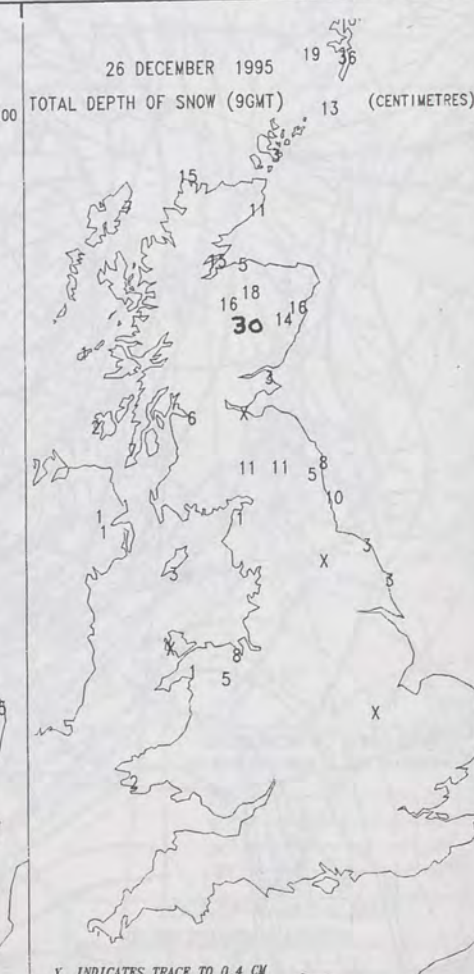 26 DECEMBER 1995
TOTAL DEPTH OF SNOW (9GMT) (CENTIMETRES)
00
19 36
13
15
11
15 5
16 18
14 16
30
3
X
6
2
11 11 5 8
10
1
1
1
3
3
X
3
X
8
5
X
X INDICATES TRACE TO 0.4 CM